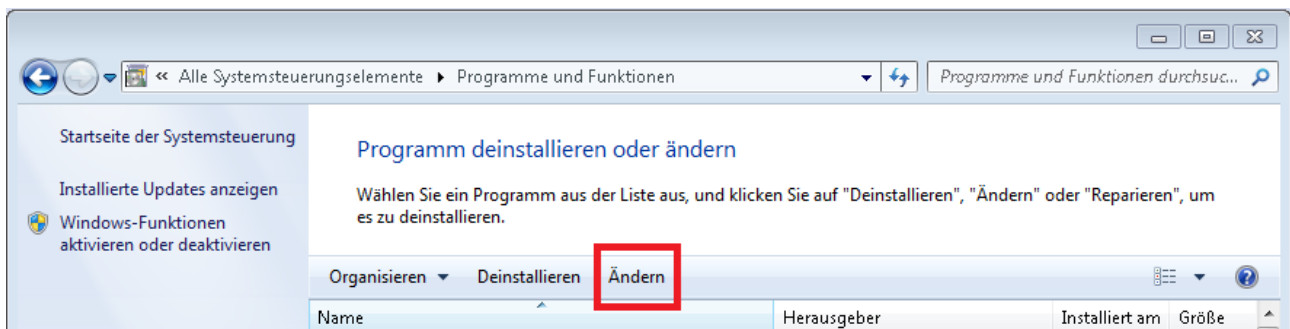 « Alle Systemsteuerungselemente ▸ Programme und Funktionen
Programme und Funktionen durchsuc...
Startseite der Systemsteuerung
Installierte Updates anzeigen
Windows-Funktionen
aktivieren oder deaktivieren
Programm deinstallieren oder ändern
Wählen Sie ein Programm aus der Liste aus, und klicken Sie auf "Deinstallieren", "Ändern" oder "Reparieren", um
es zu deinstallieren.
Organisieren Deinstallieren Ändern
Name Herausgeber Installiert am Größe